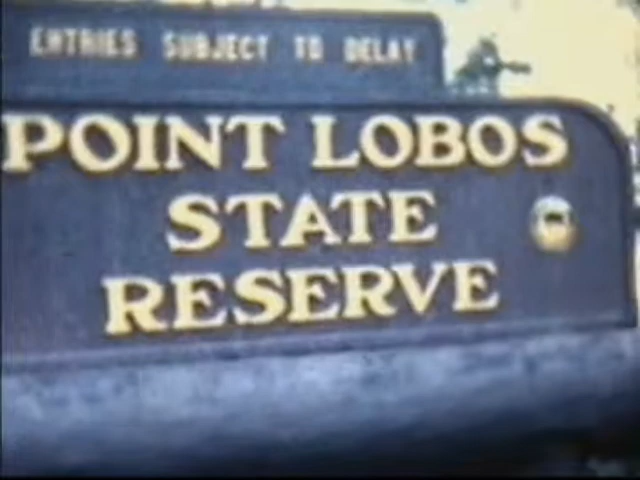 ENTRIES SUBJECT TO DELAY
POINT LOBOS
STATE
RESERVE